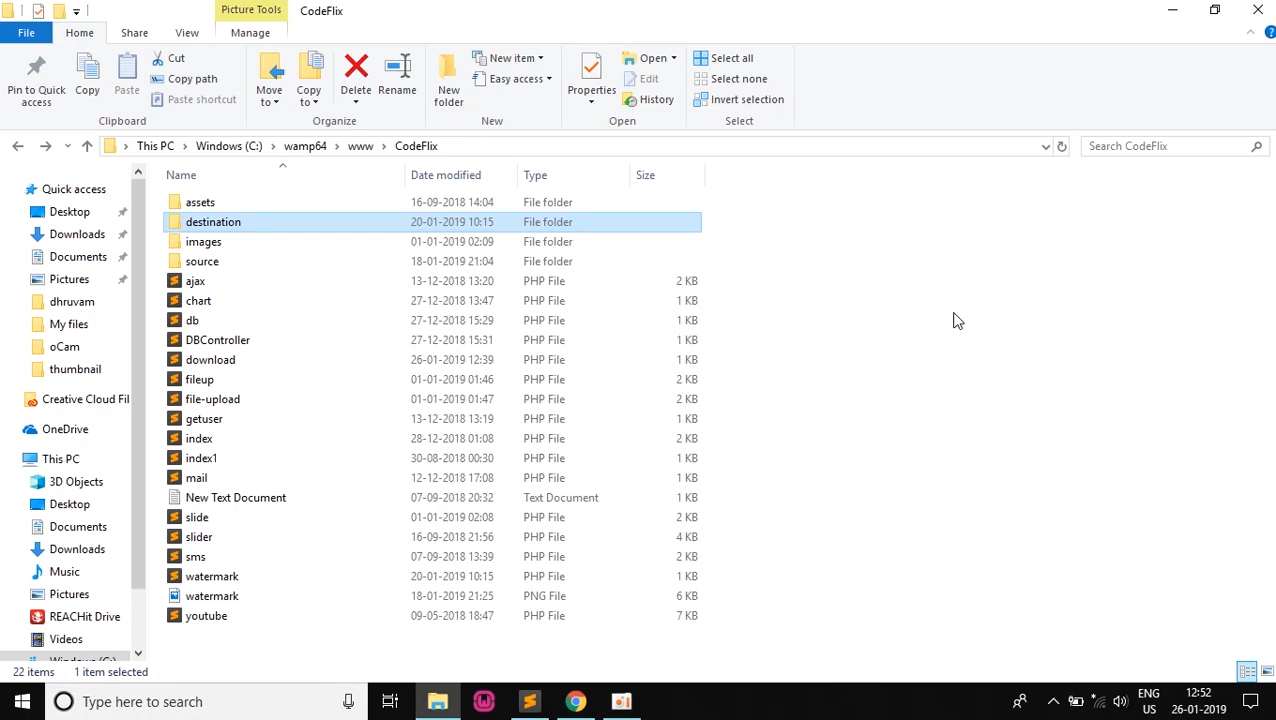 Picture Tools
CodeFlix
File Home Share View Manage
Pin to Quick access
Copy
Paste
Cut
Copy path
Paste shortcut
Clipboard
Move to
Copy to
Delete
Rename
Organize
New folder
New item
Easy access
New
Properties
Open
Edit
History
Open
Select all
Select none
Invert selection
Select
This PC > Windows (C:) > wamp64 > www > CodeFlix
Search CodeFlix
Quick access
Desktop
Downloads
Documents
Pictures
dhruvam
My files
oCam
thumbnail
Creative Cloud Fil
OneDrive
This PC
3D Objects
Desktop
Documents
Downloads
Music
Pictures
REACHit Drive
Videos
Windows (C:)
Name Date modified Type Size
assets 16-09-2018 14:04 File folder
destination 20-01-2019 10:15 File folder
images 01-01-2019 02:09 File folder
source 18-01-2019 21:04 File folder
ajax 13-12-2018 13:20 PHP File 2 KB
chart 27-12-2018 13:47 PHP File 1 KB
db 27-12-2018 15:29 PHP File 1 KB
DBController 27-12-2018 15:31 PHP File 1 KB
download 26-01-2019 12:39 PHP File 1 KB
fileup 01-01-2019 01:46 PHP File 2 KB
file-upload 01-01-2019 01:47 PHP File 2 KB
getuser 13-12-2018 13:19 PHP File 1 KB
index 28-12-2018 01:08 PHP File 2 KB
index1 30-08-2018 00:30 PHP File 1 KB
mail 12-12-2018 17:08 PHP File 1 KB
New Text Document 07-09-2018 20:32 Text Document 1 KB
slide 01-01-2019 02:08 PHP File 2 KB
slider 16-09-2018 21:56 PHP File 4 KB
sms 07-09-2018 13:39 PHP File 2 KB
watermark 20-01-2019 10:15 PHP File 1 KB
watermark 18-01-2019 21:25 PNG File 6 KB
youtube 09-05-2018 18:47 PHP File 7 KB
22 items 1 item selected
Type here to search
ENG
US
12:52
26-01-2019